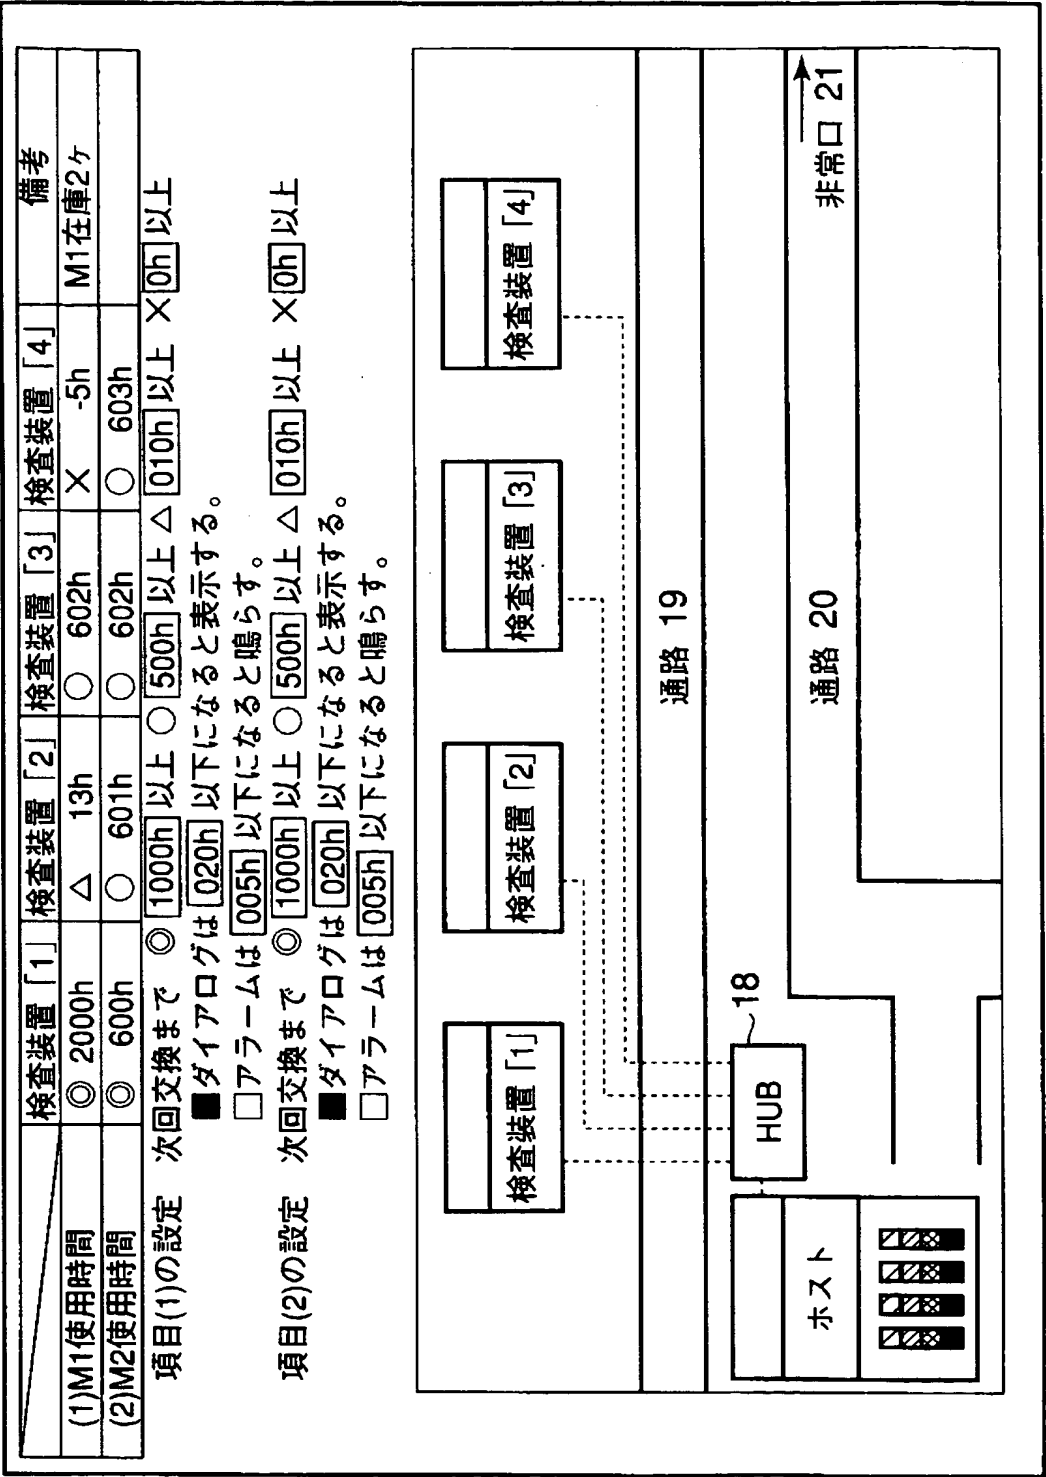 検査装置「1」 検査装置「2」 検査装置「3」 検査装置「4」 備考
(1)M1使用時間 ◎ 2000h △ 13h ○ 602h × -5h M1在庫2ヶ
(2)M2使用時間 ◎ 600h ○ 601h ○ 602h ○ 603h
項目(1)の設定 次回交換まで ◎ 1000h 以上 ○ 500h 以上 △ 010h 以上 × 0h 以上
■ダイアログは 020h 以下になると表示する。
□アラームは 005h 以下になると鳴らす。
項目(2)の設定 次回交換まで ◎ 1000h 以上 ○ 500h 以上 △ 010h 以上 × 0h 以上
■ダイアログは 020h 以下になると表示する。
□アラームは 005h 以下になると鳴らす。
検査装置「1」 検査装置「2」 検査装置「3」 検査装置「4」
通路 19
18
HUB
ホスト
通路 20
非常口 21